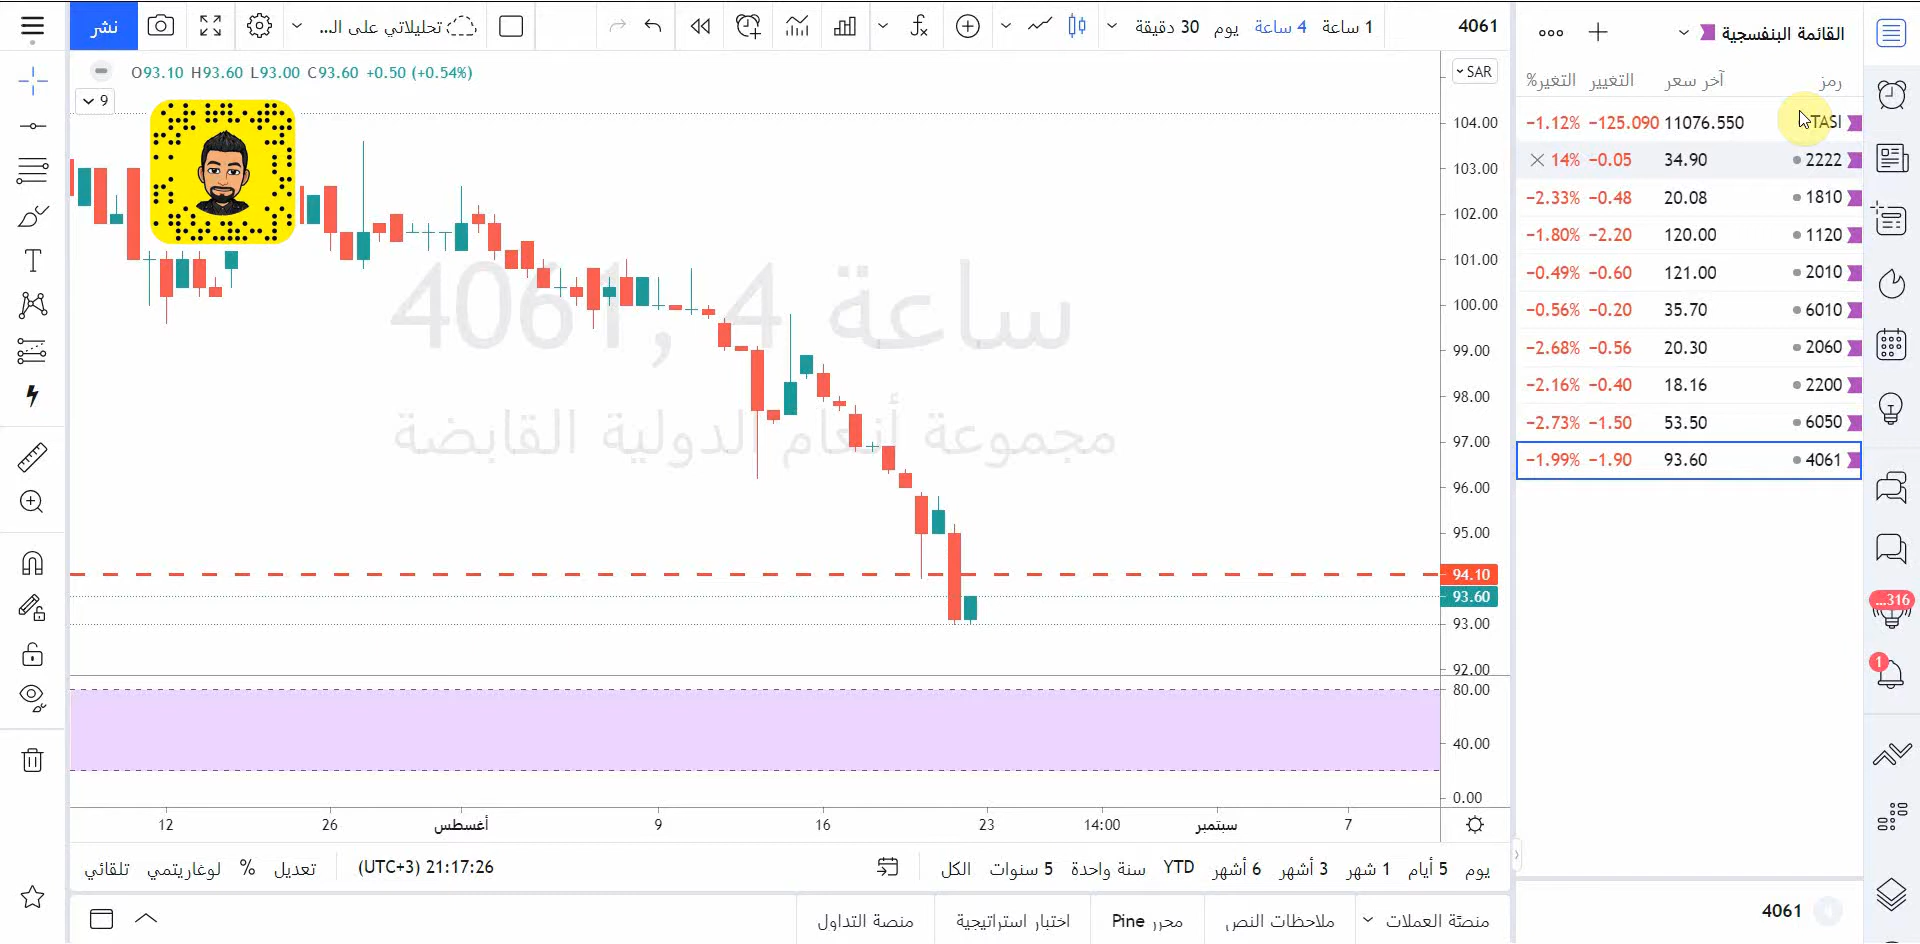 نشر
تحليلاتي على الـ...
30 دقيقة
يوم
4 ساعة
1 ساعة
4061
O93.10 H93.60 L93.00 C93.60 +0.50 (+0.54%)
9
SAR
4061, 4 ساعة
مجموعة أنعام الدولية القابضة
104.00
103.00
102.00
101.00
100.00
99.00
98.00
97.00
96.00
95.00
94.10
93.60
93.00
92.00
80.00
40.00
0.00
12
26
أغسطس
9
16
23
14:00
سبتمبر
7
يوم
5 أيام
1 شهر
3 أشهر
6 أشهر
YTD
سنة واحدة
5 سنوات
الكل
21:17:26 (UTC+3)
تعديل
%
لوغاريتمي
تلقائي
منصئة العملات
ملاحظات النص
محرر Pine
اختبار استراتيجية
منصة التداول
القائمة البنفسجية
رمز آخر سعر التغيير التغير%
TASI 11076.550 −125.090 −1.12%
2222 34.90 −0.05 14%
1810 20.08 −0.48 −2.33%
1120 120.00 −2.20 −1.80%
2010 121.00 −0.60 −0.49%
6010 35.70 −0.20 −0.56%
2060 20.30 −0.56 −2.68%
2200 18.16 −0.40 −2.16%
6050 53.50 −1.50 −2.73%
4061 93.60 −1.90 −1.99%
4061
...316
1